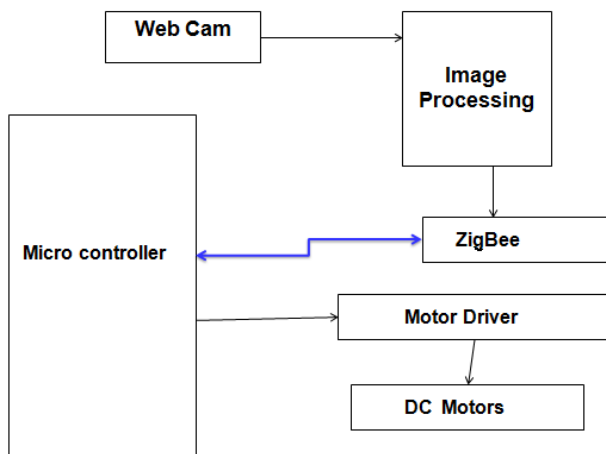 Web Cam
Image
Processing
Micro controller
ZigBee
Motor Driver
DC Motors